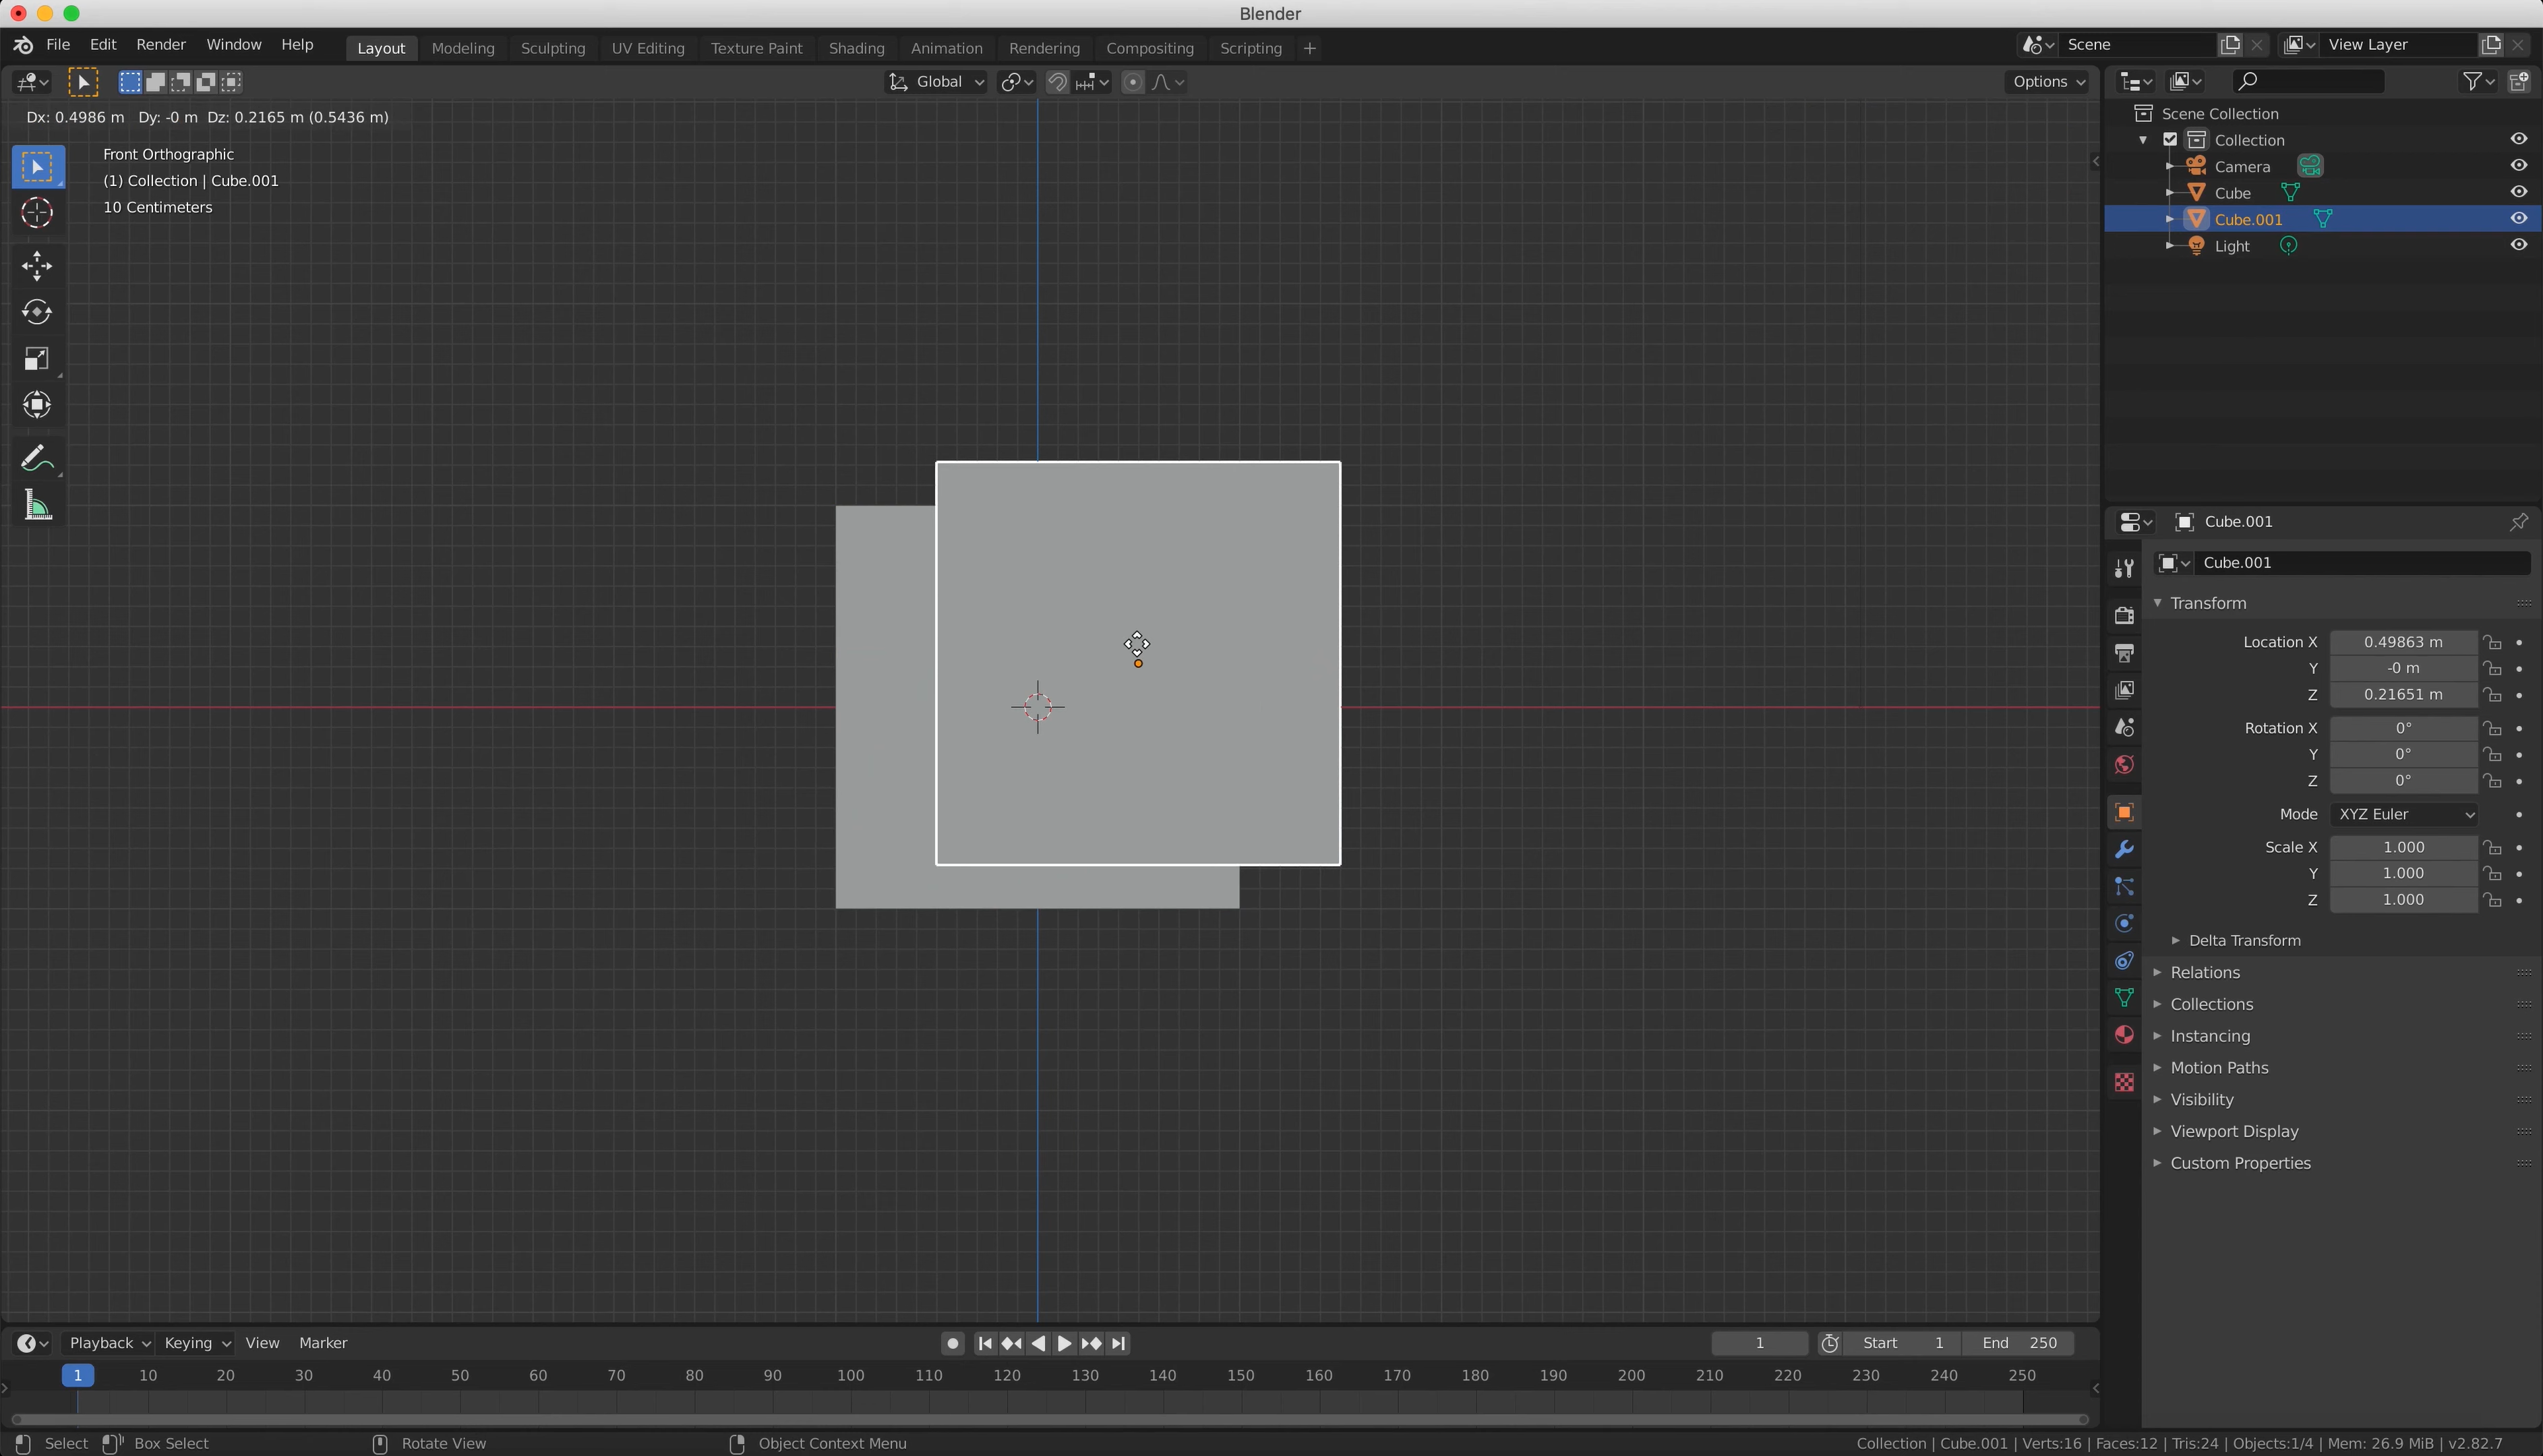 Blender
File Edit Render Window Help Layout Modeling Sculpting UV Editing Texture Paint Shading Animation Rendering Compositing Scripting + Scene View Layer
Global Options
Dx: 0.4986 m Dy: -0 m Dz: 0.2165 m (0.5436 m)
Front Orthographic
(1) Collection | Cube.001
10 Centimeters
Scene Collection
Collection
Camera
Cube
Cube.001
Light
Cube.001
Cube.001
Transform
Location X 0.49863 m
Y -0 m
Z 0.21651 m
Rotation X 0°
Y 0°
Z 0°
Mode XYZ Euler
Scale X 1.000
Y 1.000
Z 1.000
Delta Transform
Relations
Collections
Instancing
Motion Paths
Visibility
Viewport Display
Custom Properties
Playback Keying View Marker 1 Start 1 End 250
1 10 20 30 40 50 60 70 80 90 100 110 120 130 140 150 160 170 180 190 200 210 220 230 240 250
Select Box Select Rotate View Object Context Menu Collection | Cube.001 | Verts:16 | Faces:12 | Tris:24 | Objects:1/4 | Mem: 26.9 MiB | v2.82.7